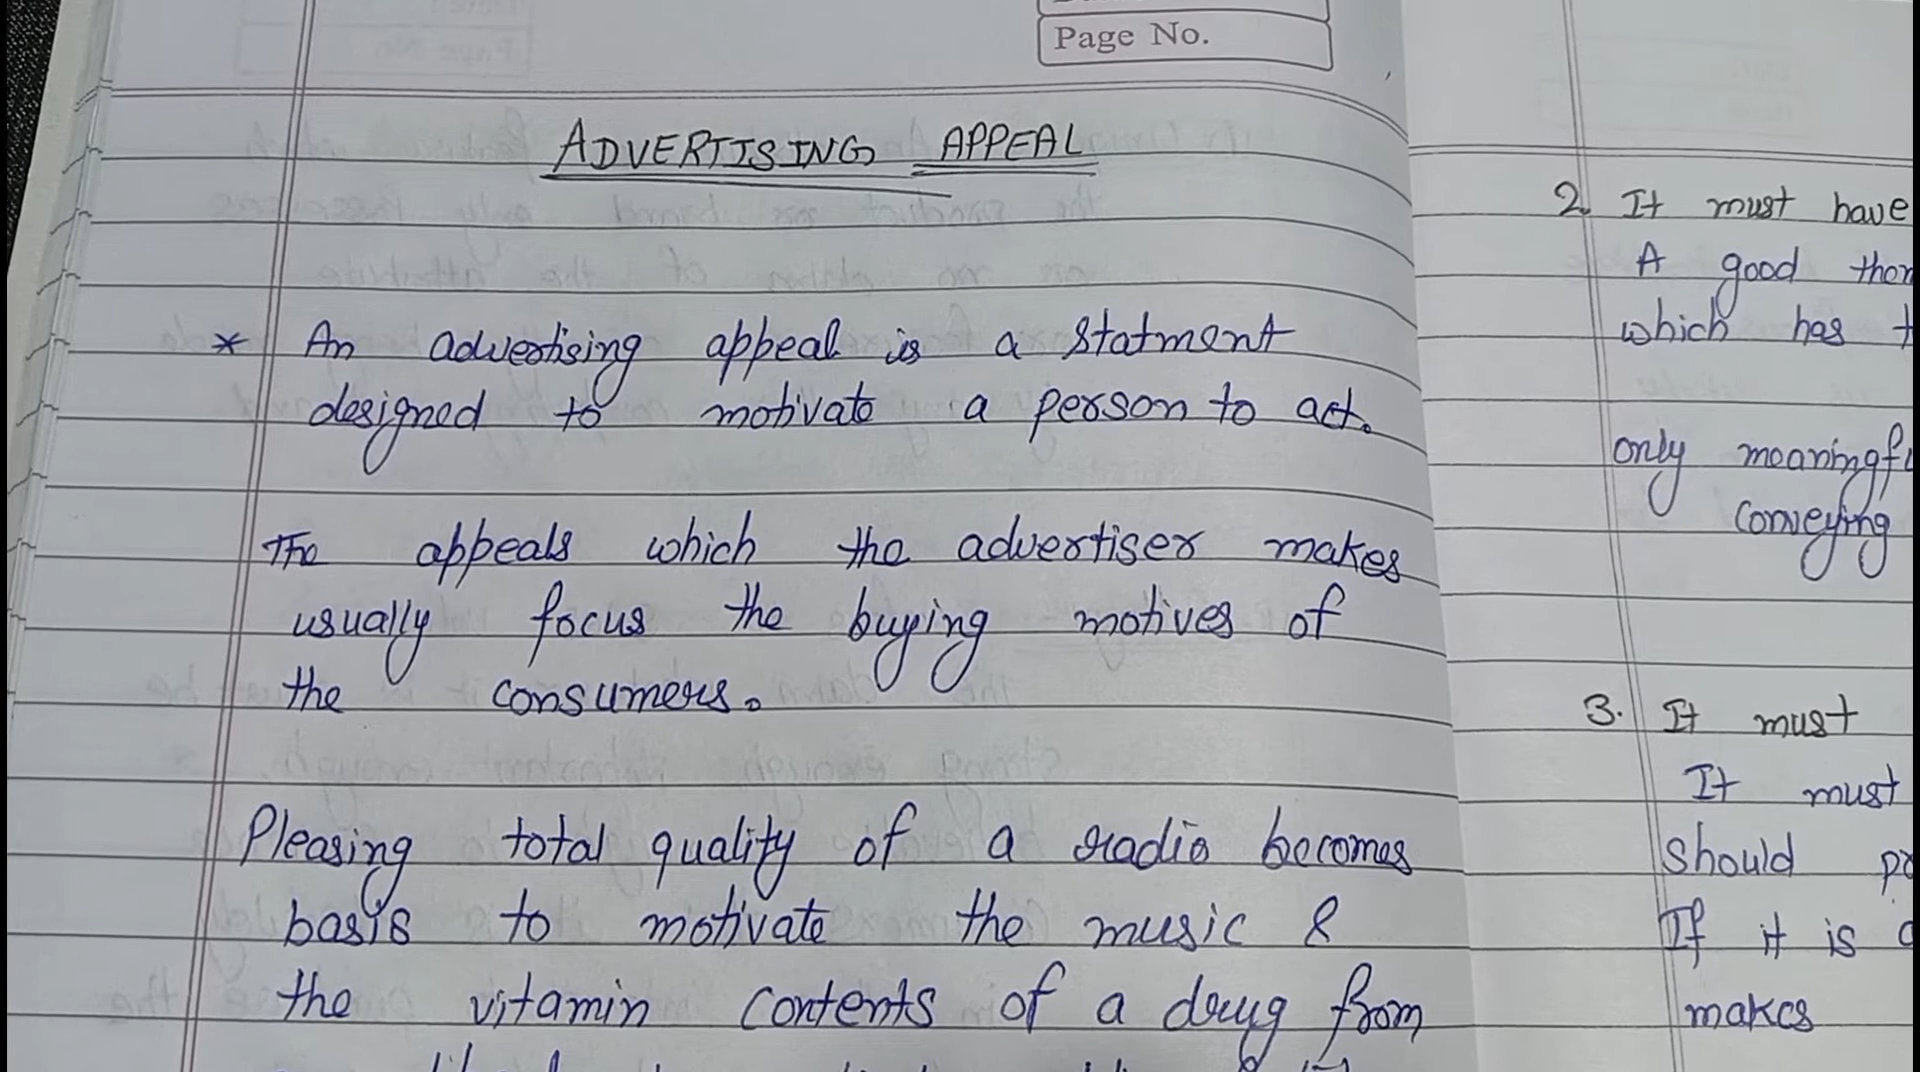 Page No.
ADVERTISING APPEAL
* An advertising appeal is a statment
designed to motivate a person to act.
The appeals which the advertiser makes
usually focus the buying motives of
the consumers.
Pleasing total quality of a radio becomes
basis to motivate the music &
the vitamin contents of a drug from
2. It must have
A good
which has
only
conveying
3. It must
It must
should
If it is
makes